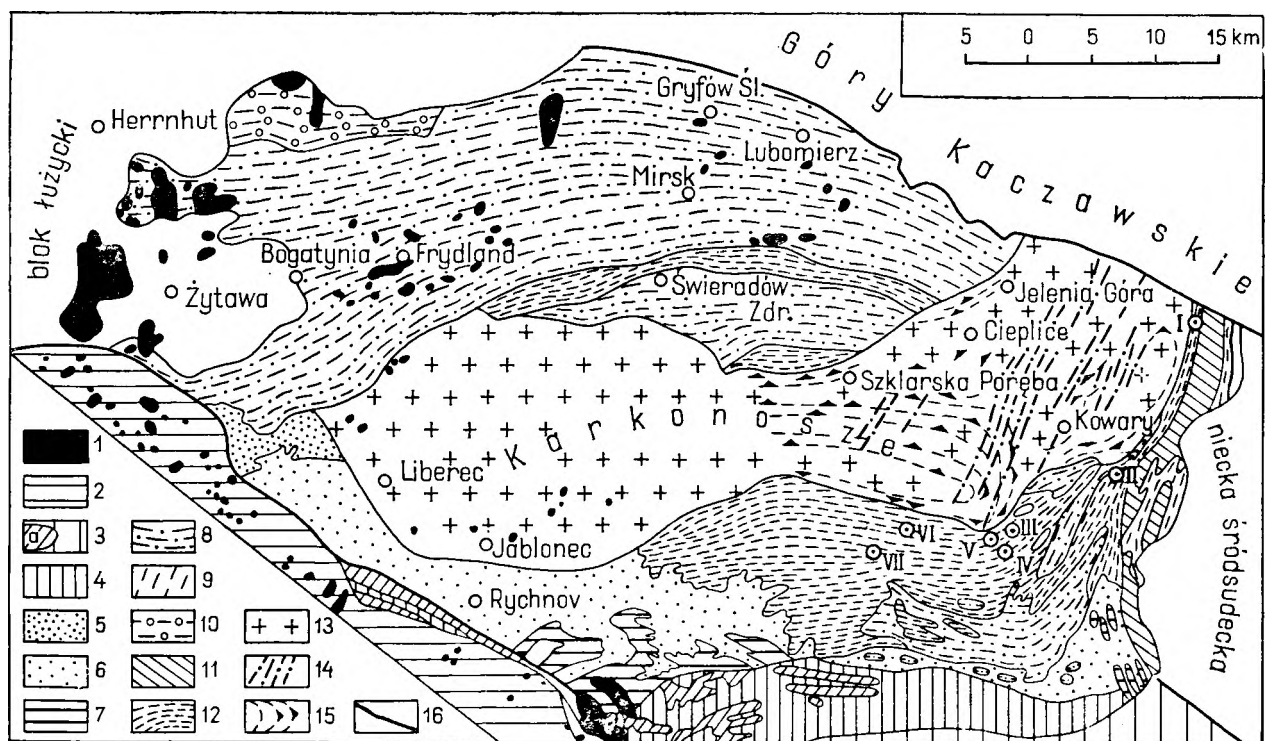 5 0 5 10 15 km
Góry Kaczawskie
blok łużycki
niecka śródsudecka
Herrnhut
Gryfów Śl.
Lubomierz
Mirsk
Bogatynia
Frydland
Żytawa
Świeradów
Zdr.
Jelenia Góra
Cieplice
Szklarska Poręba
Karkonosze
Kowary
Liberec
Jablonec
Rychnov
I
II
III
IV
V
VI
VII
1
2
3
4
5
6
7
8
9
10
11
12
13
14
15
16